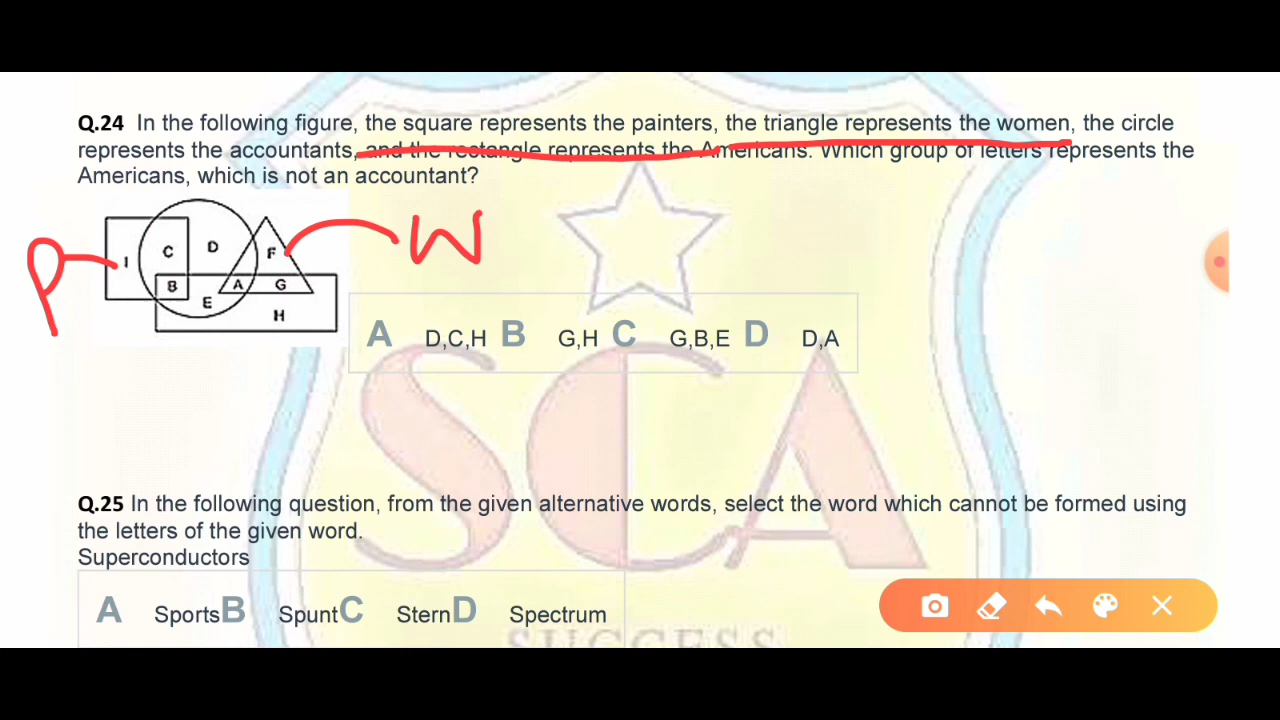 Q.24 In the following figure, the square represents the painters, the triangle represents the women, the circle
represents the accountants, and the rectangle represents the Americans. Which group of letters represents the
Americans, which is not an accountant?
P
W
I
C
D
F
B
A
G
E
H
A D,C,H B G,H C G,B,E D D,A
SCA
Q.25 In the following question, from the given alternative words, select the word which cannot be formed using
the letters of the given word.
Superconductors
A Sports B Spunt C Stern D Spectrum
SUCCESS